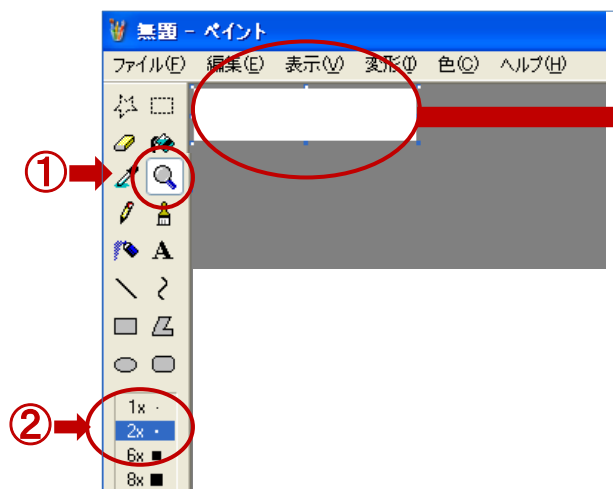 無題 - ペイント
ファイル(F) 編集(E) 表示(V) 変形(I) 色(C) ヘルプ(H)
①
A
1x
②
2x
6x
8x